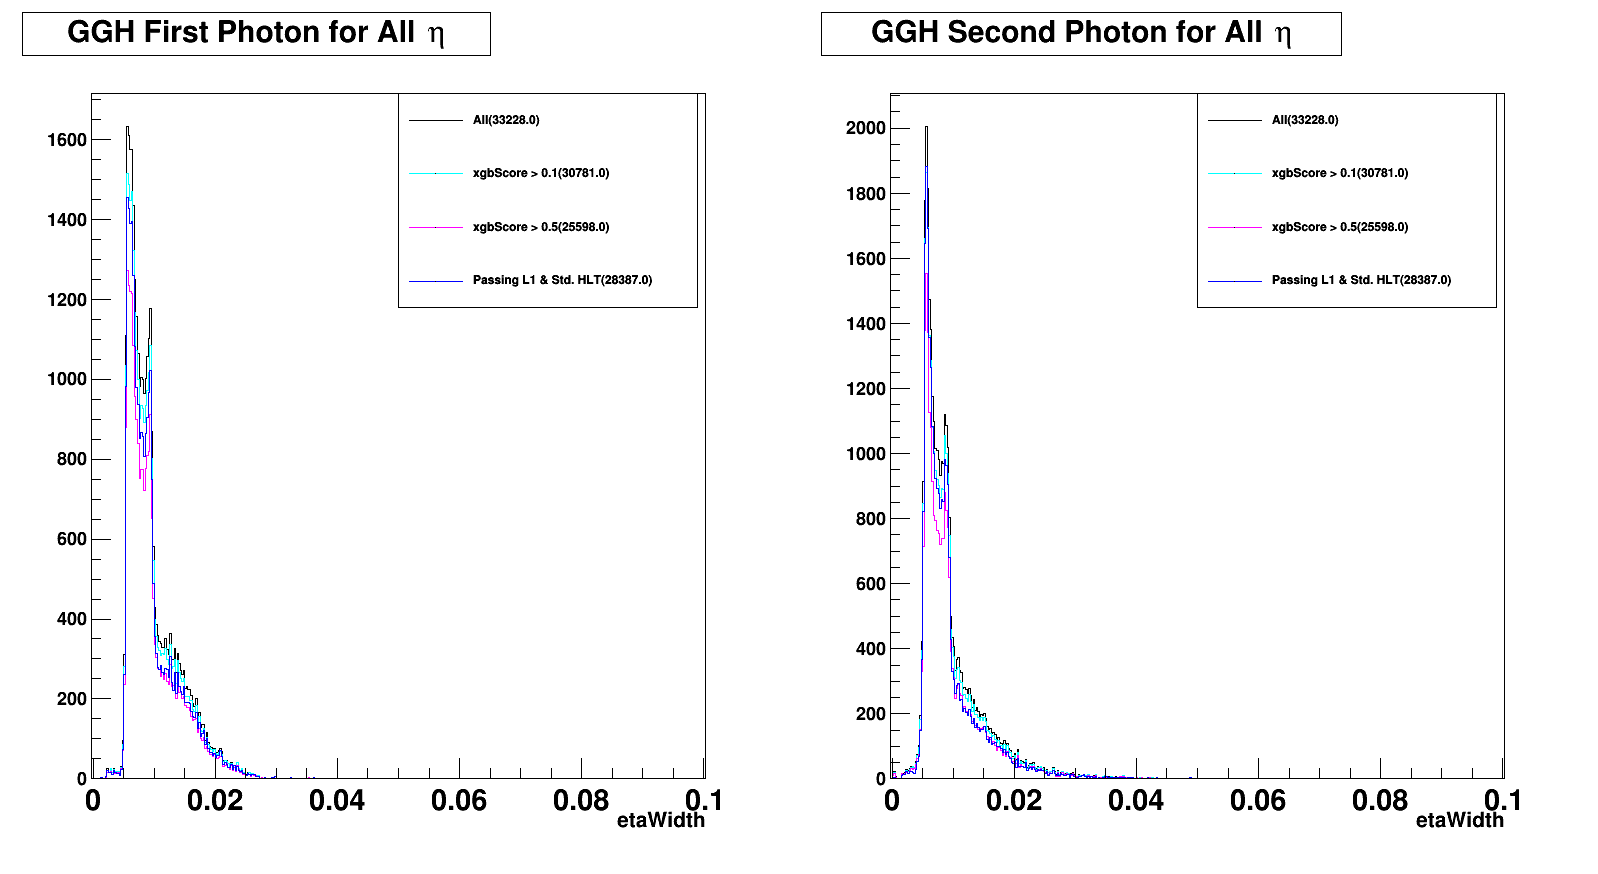 GGH First Photon for All η
All(33228.0)
xgbScore > 0.1(30781.0)
xgbScore > 0.5(25598.0)
Passing L1 & Std. HLT(28387.0)
1600
1400
1200
1000
800
600
400
200
0
0 0.02 0.04 0.06 0.08 0.1
etaWidth
GGH Second Photon for All η
All(33228.0)
xgbScore > 0.1(30781.0)
xgbScore > 0.5(25598.0)
Passing L1 & Std. HLT(28387.0)
2000
1800
1600
1400
1200
1000
800
600
400
200
0
0 0.02 0.04 0.06 0.08 0.1
etaWidth